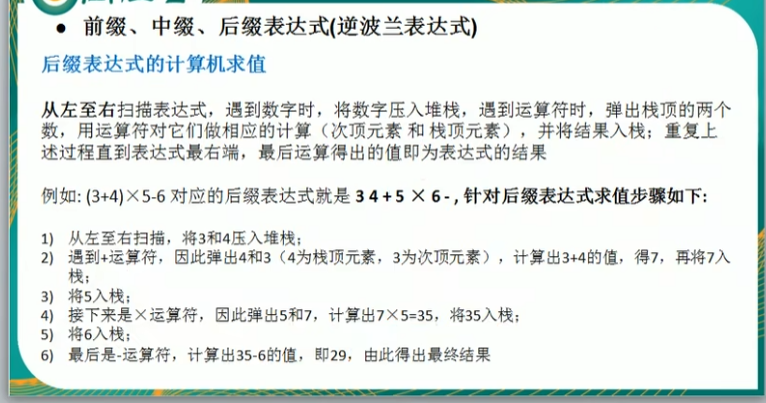 ● 前缀、中缀、后缀表达式(逆波兰表达式)
后缀表达式的计算机求值
从左至右扫描表达式，遇到数字时，将数字压入堆栈，遇到运算符时，弹出栈顶的两个
数，用运算符对它们做相应的计算（次顶元素 和 栈顶元素），并将结果入栈；重复上
述过程直到表达式最右端，最后运算得出的值即为表达式的结果
例如: (3+4)×5-6 对应的后缀表达式就是 3 4 + 5 × 6 - , 针对后缀表达式求值步骤如下:
1) 从左至右扫描，将3和4压入堆栈；
2) 遇到+运算符，因此弹出4和3（4为栈顶元素，3为次顶元素），计算出3+4的值，得7，再将7入
栈；
3) 将5入栈；
4) 接下来是×运算符，因此弹出5和7，计算出7×5=35，将35入栈；
5) 将6入栈；
6) 最后是-运算符，计算出35-6的值，即29，由此得出最终结果